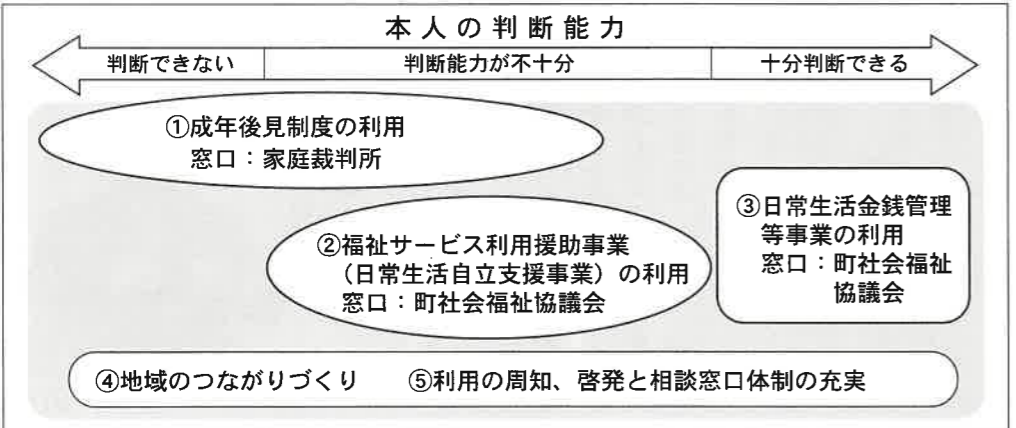 本人の判断能力
判断できない
判断能力が不十分
十分判断できる
①成年後見制度の利用
窓口：家庭裁判所
②福祉サービス利用援助事業
（日常生活自立支援事業）の利用
窓口：町社会福祉協議会
③日常生活金銭管理
等事業の利用
窓口：町社会福祉
協議会
④地域のつながりづくり　⑤利用の周知、啓発と相談窓口体制の充実